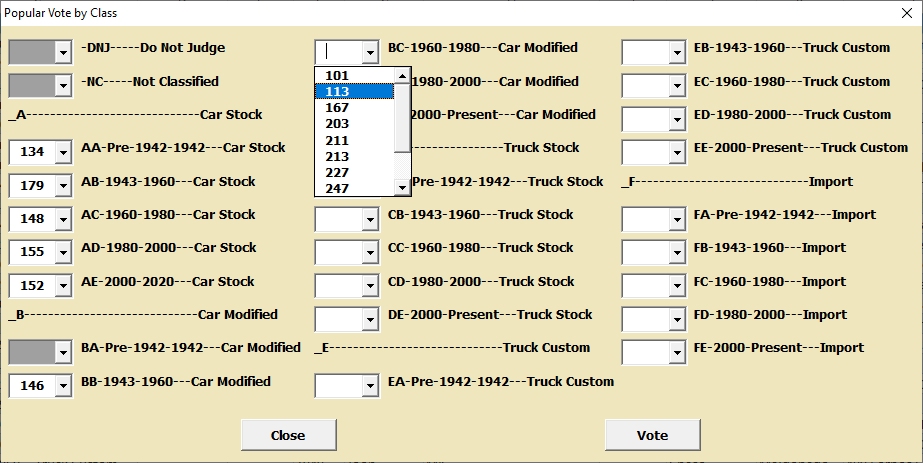 Popular Vote by Class
-DNJ-----Do Not Judge
-NC-----Not Classified
_A--------------------------Car Stock
134 AA-Pre-1942-1942---Car Stock
179 AB-1943-1960---Car Stock
148 AC-1960-1980---Car Stock
155 AD-1980-2000---Car Stock
152 AE-2000-2020---Car Stock
_B--------------------------Car Modified
BA-Pre-1942-1942---Car Modified
146 BB-1943-1960---Car Modified
BC-1960-1980---Car Modified
101
113
167
203
211
213
227
247
1980-2000---Car Modified
2000-Present---Car Modified
---Truck Stock
Pre-1942-1942---Truck Stock
CB-1943-1960---Truck Stock
CC-1960-1980---Truck Stock
CD-1980-2000---Truck Stock
DE-2000-Present---Truck Stock
_E--------------------------Truck Custom
EA-Pre-1942-1942---Truck Custom
EB-1943-1960---Truck Custom
EC-1960-1980---Truck Custom
ED-1980-2000---Truck Custom
EE-2000-Present---Truck Custom
_F--------------------------Import
FA-Pre-1942-1942---Import
FB-1943-1960---Import
FC-1960-1980---Import
FD-1980-2000---Import
FE-2000-Present---Import
Close
Vote